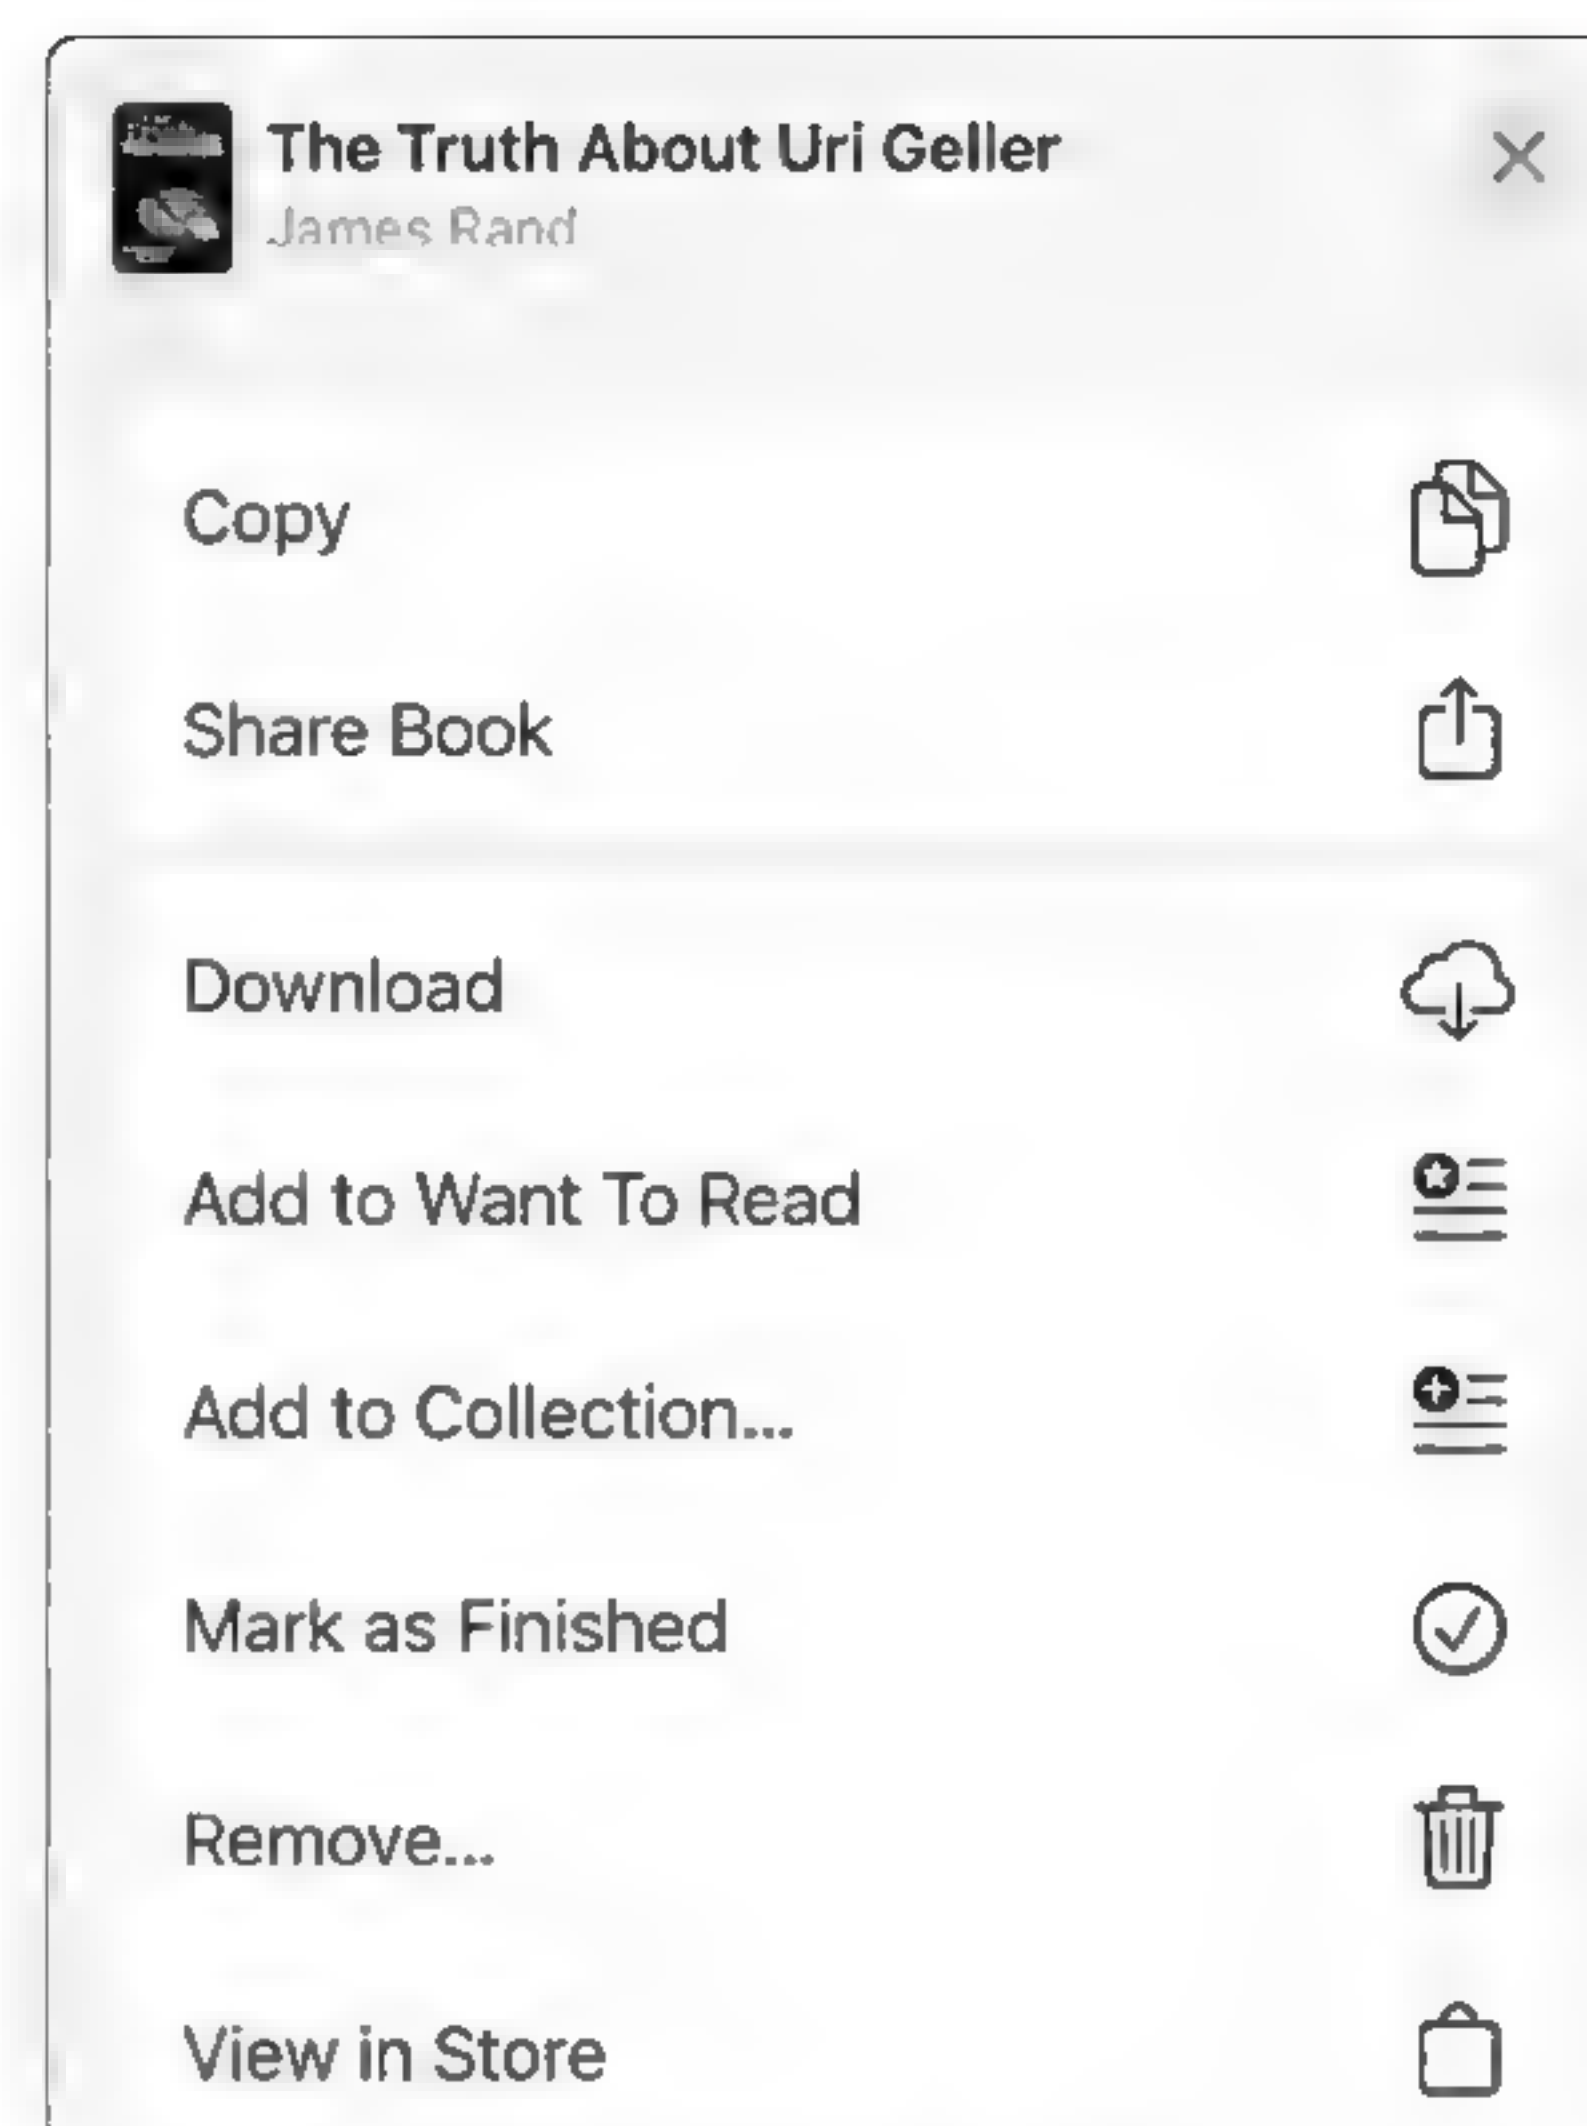 The Truth About Uri Geller
James Rand
Copy
Share Book
Download
Add to Want To Read
Add to Collection...
Mark as Finished
Remove...
View in Store